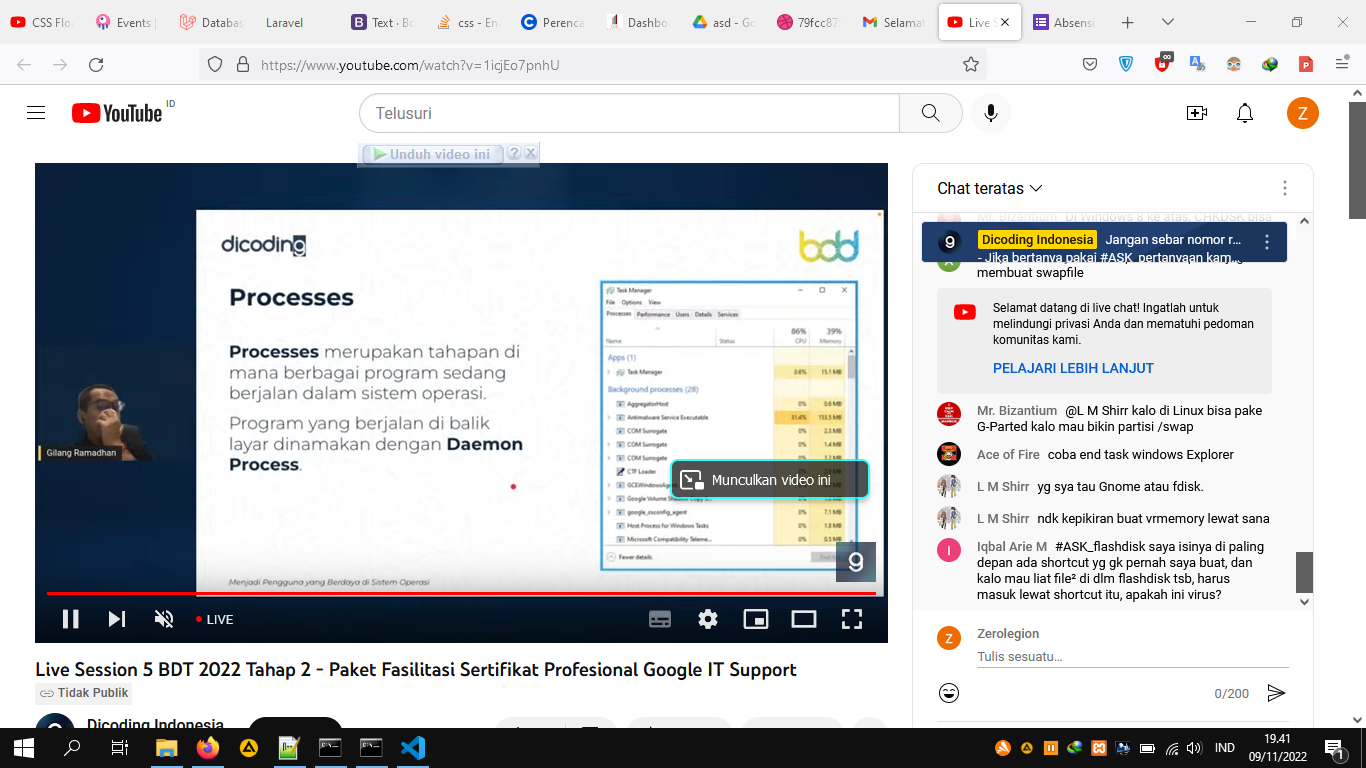 CSS Flo
Events |
Databas
Laravel
Text · Bo
css - En
Perenca
Dashbo
asd - Go
79fcc87
Selamat
Live S
Absensi
https://www.youtube.com/watch?v=1icjEo7pnhU
YouTube ID
Telusuri
Z
Unduh video ini ?
dicoding
bdd
Processes
Processes merupakan tahapan di
mana berbagai program sedang
berjalan dalam sistem operasi.
Program yang berjalan di balik
layar dinamakan dengan Daemon
Process.
Gilang Ramadhan
Task Manager
File Options View
Processes Performance Users Details Services
86% 39%
Name Status CPU Memory
Apps (1)
Task Manager 0.6% 15.1 MB
Background processes (28)
AggregatorHost 0% 0.6 MB
Antimalware Service Executable 31.4% 153.5 MB
COM Surrogate 0% 2.3 MB
COM Surrogate 0% 1.4 MB
COM Surrogate 0% 3.2 MB
CTF Loader
GCEWindowsAgent
Google Volume Shadow Copy S...
google_osconfig_agent 0% 7.1 MB
Host Process for Windows Tasks 0% 1.8 MB
Microsoft Compatibility Teleme... 0% 0.5 MB
Fewer details
Munculkan video ini
Menjadi Pengguna yang Berdaya di Sistem Operasi
LIVE
Live Session 5 BDT 2022 Tahap 2 - Paket Fasilitasi Sertifikat Profesional Google IT Support
Tidak Publik
Dicoding Indonesia
Chat teratas
Mr. Bizantium Di Windows 8 ke atas, CHKDSK bisa
Dicoding Indonesia Jangan sebar nomor r...
- Jika bertanya pakai #ASK_pertanyaan kam
membuat swapfile
Selamat datang di live chat! Ingatlah untuk
melindungi privasi Anda dan mematuhi pedoman
komunitas kami.
PELAJARI LEBIH LANJUT
Mr. Bizantium @L M Shirr kalo di Linux bisa pake
G-Parted kalo mau bikin partisi /swap
Ace of Fire coba end task windows Explorer
L M Shirr yg sya tau Gnome atau fdisk.
L M Shirr ndk kepikiran buat vrmemory lewat sana
I Iqbal Arie M #ASK_flashdisk saya isinya di paling
depan ada shortcut yg gk pernah saya buat, dan
kalo mau liat file² di dlm flashdisk tsb, harus
masuk lewat shortcut itu, apakah ini virus?
Z Zerolegion
Tulis sesuatu...
0/200
IND
19.41
09/11/2022
1